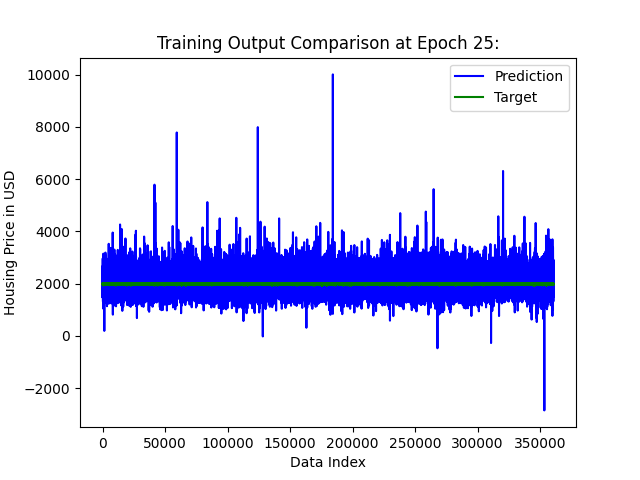 Training Output Comparison at Epoch 25:
Prediction
Target
Housing Price in USD
10000
8000
6000
4000
2000
0
−2000
0 50000 100000 150000 200000 250000 300000 350000
Data Index